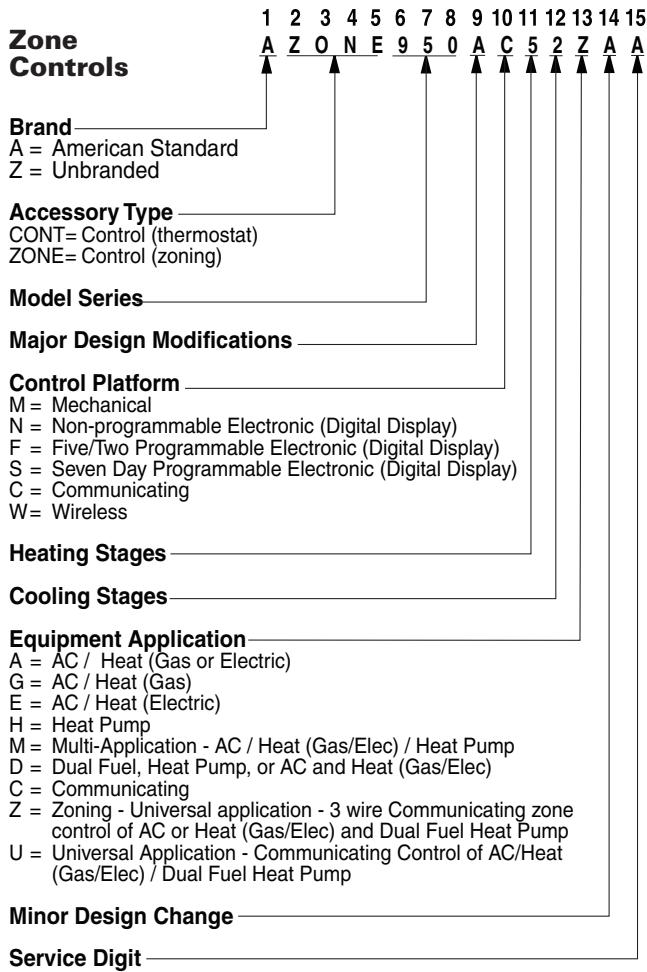 1 2 3 4 5 6 7 8 9 10 11 12 13 14 15
Zone
Controls
A Z O N E 9 5 0 A C 5 2 Z A A
Brand
A = American Standard
Z = Unbranded
Accessory Type
CONT= Control (thermostat)
ZONE= Control (zoning)
Model Series
Major Design Modifications
Control Platform
M = Mechanical
N = Non-programmable Electronic (Digital Display)
F = Five/Two Programmable Electronic (Digital Display)
S = Seven Day Programmable Electronic (Digital Display)
C = Communicating
W= Wireless
Heating Stages
Cooling Stages
Equipment Application
A = AC / Heat (Gas or Electric)
G = AC / Heat (Gas)
E = AC / Heat (Electric)
H = Heat Pump
M = Multi-Application - AC / Heat (Gas/Elec) / Heat Pump
D = Dual Fuel, Heat Pump, or AC and Heat (Gas/Elec)
C = Communicating
Z = Zoning - Universal application - 3 wire Communicating zone
control of AC or Heat (Gas/Elec) and Dual Fuel Heat Pump
U = Universal Application - Communicating Control of AC/Heat
(Gas/Elec) / Dual Fuel Heat Pump
Minor Design Change
Service Digit